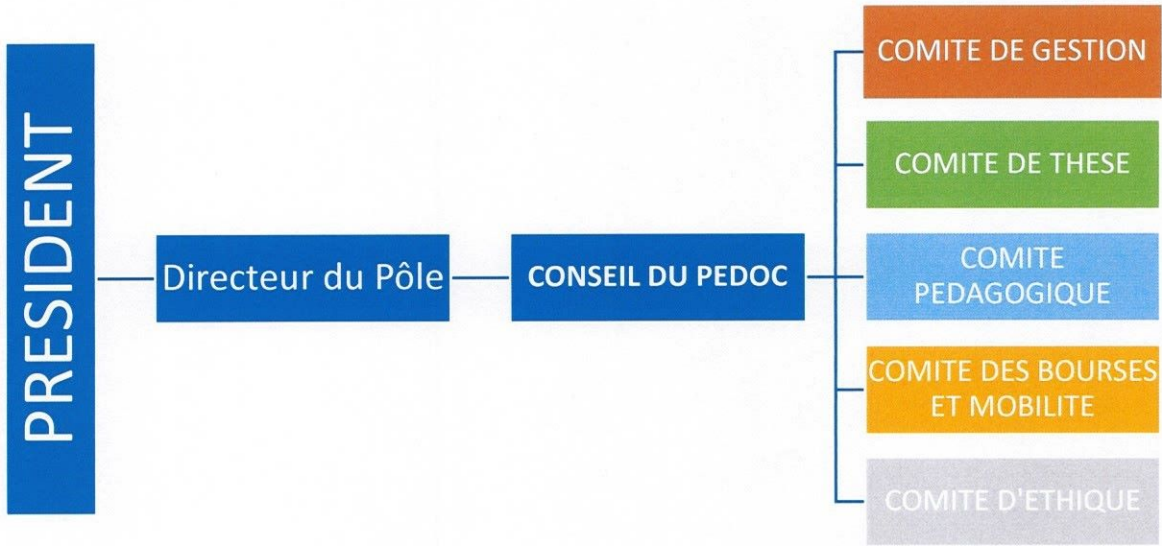 PRESIDENT
Directeur du Pôle
CONSEIL DU PEDOC
COMITE DE GESTION
COMITE DE THESE
COMITE
PEDAGOGIQUE
COMITE DES BOURSES
ET MOBILITE
COMITE D'ETHIQUE